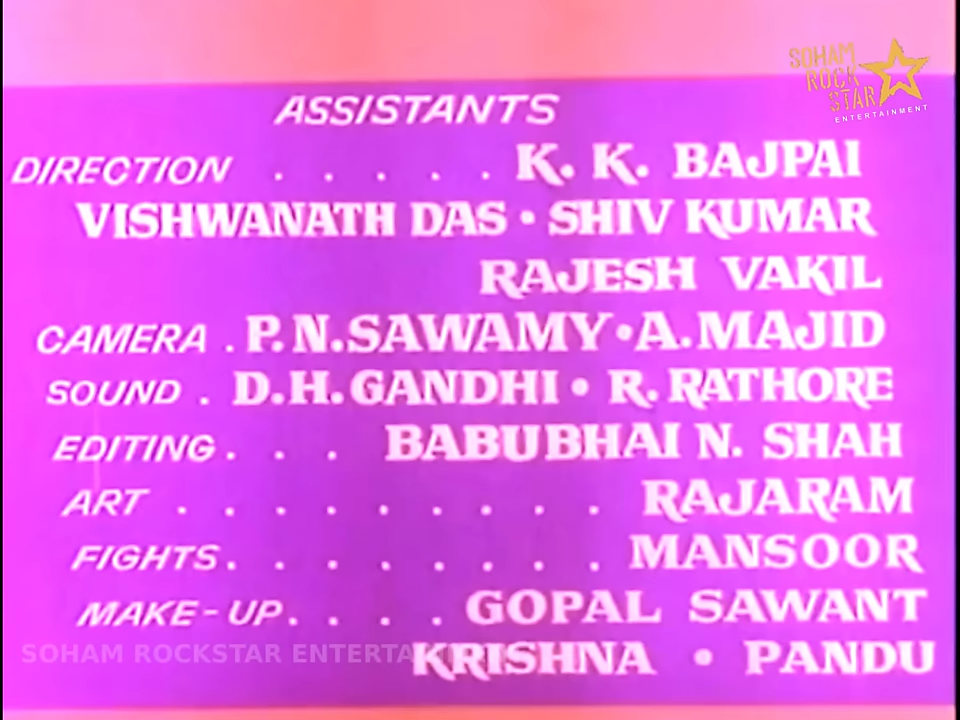 SOHAM
ROCK
STAR
ENTERTAINMENT
ASSISTANTS
DIRECTION . . . . . K. K. BAJPAI
VISHWANATH DAS • SHIV KUMAR
RAJESH VAKIL
CAMERA . P.N.SAWAMY • A.MAJID
SOUND . D.H.GANDHI • R.RATHORE
EDITING . . . BABUBHAI N. SHAH
ART . . . . . . . . . RAJARAM
FIGHTS . . . . . . . . MANSOOR
MAKE-UP . . . . GOPAL SAWANT
KRISHNA • PANDU
SOHAM ROCKSTAR